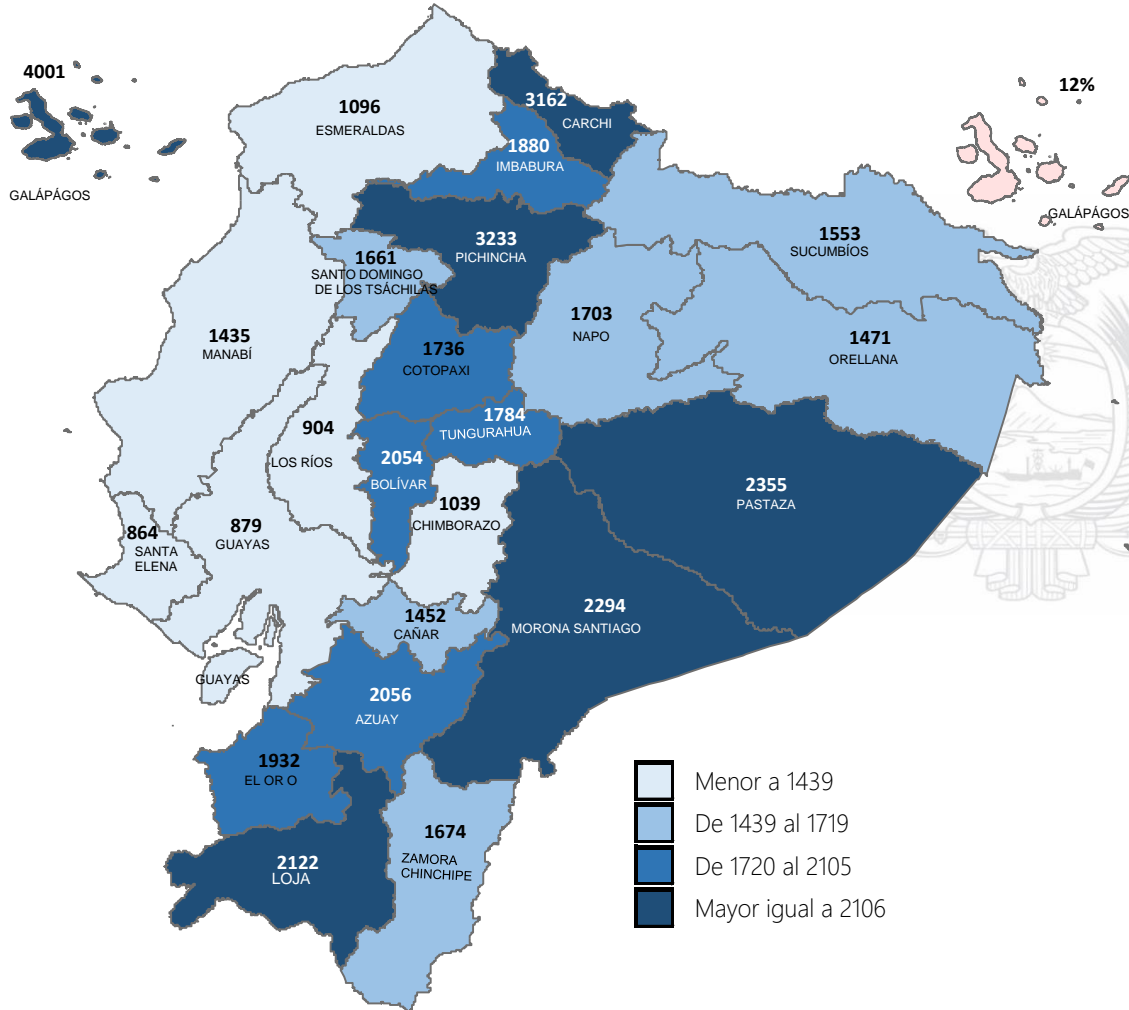 4001
GALÁPÁGOS
12%
GALÁPÁGOS
1096
ESMERALDAS
3162
CARCHI
1880
IMBABURA
3233
PICHINCHA
1553
SUCUMBÍOS
1661
SANTO DOMINGO
DE LOS TSÁCHILAS
1703
NAPO
1435
MANABÍ
1736
COTOPAXI
1471
ORELLANA
1784
TUNGURAHUA
904
LOS RÍOS
2054
BOLÍVAR
2355
PASTAZA
1039
CHIMBORAZO
864
SANTA
ELENA
879
GUAYAS
2294
MORONA SANTIAGO
1452
CAÑAR
GUAYAS
2056
AZUAY
1932
EL OR O
1674
ZAMORA
CHINCHIPE
2122
LOJA
Menor a 1439
De 1439 al 1719
De 1720 al 2105
Mayor igual a 2106